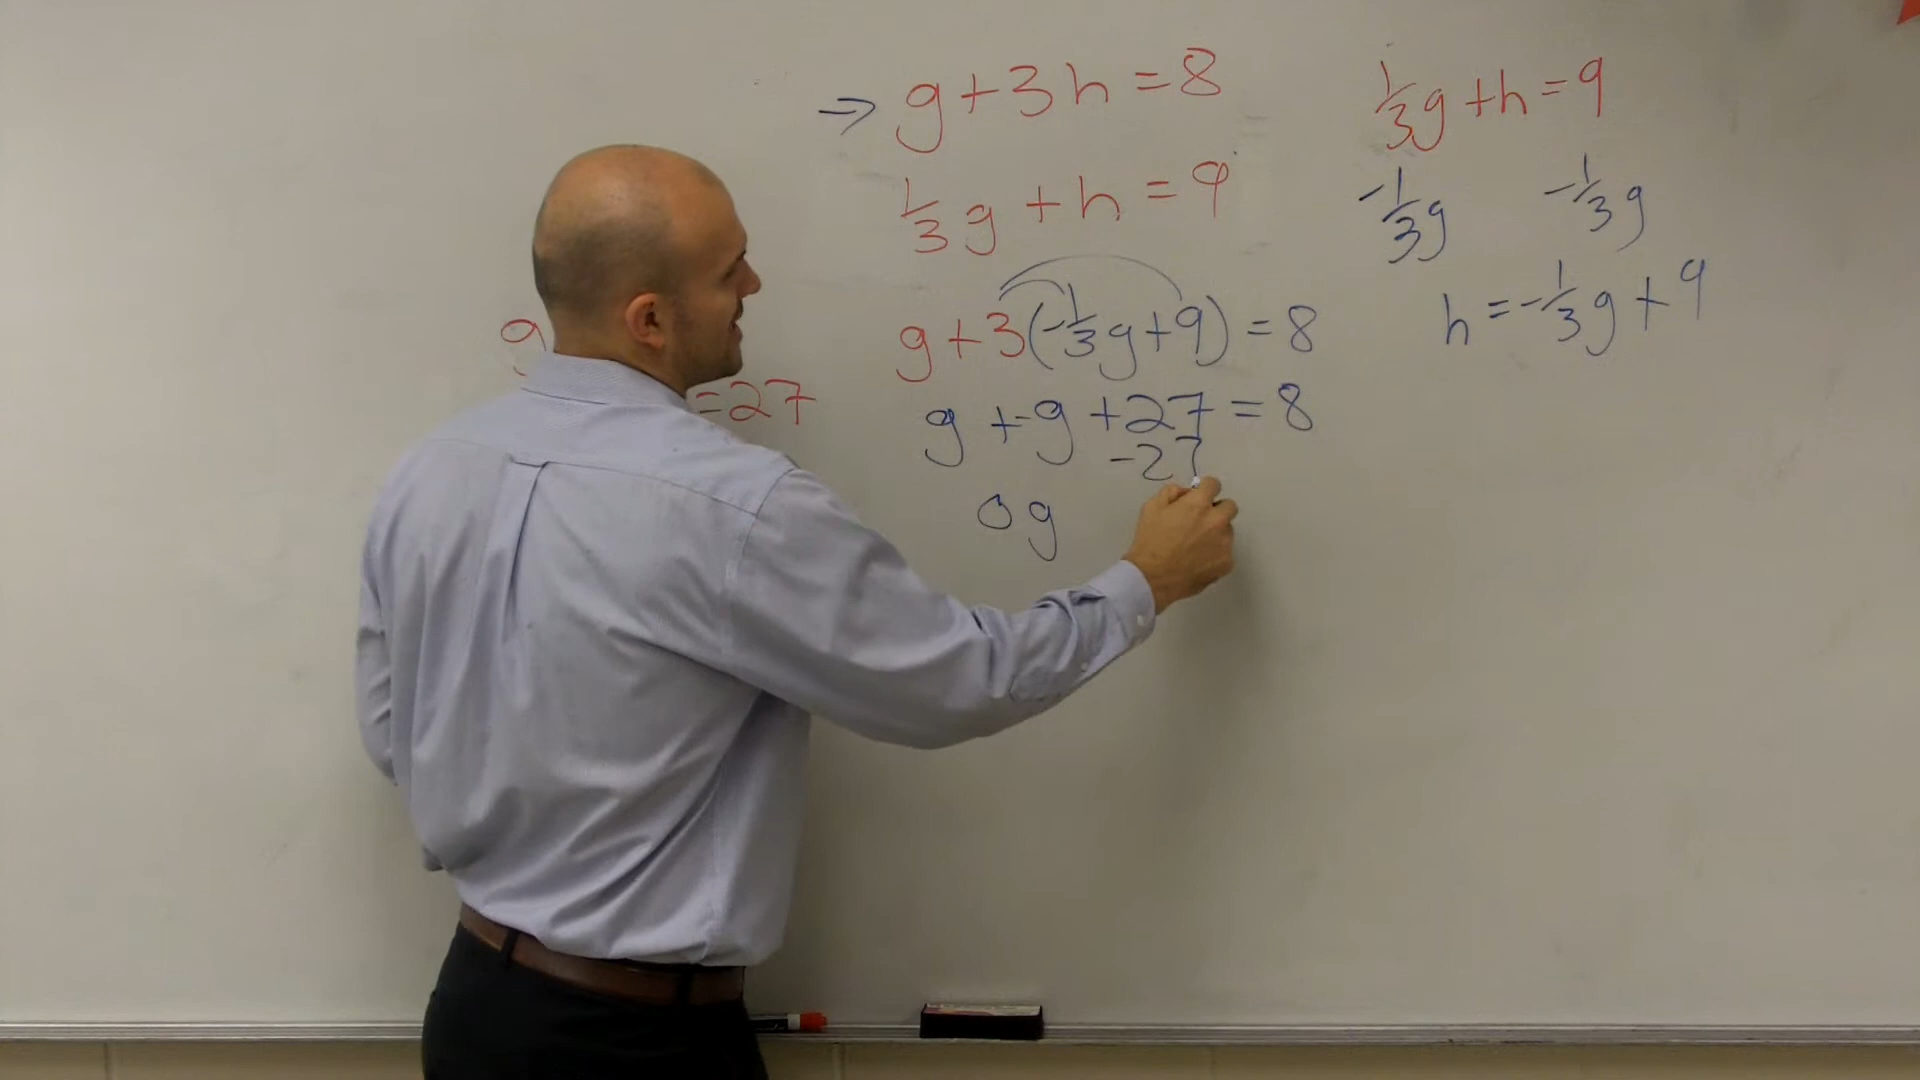 ⇒ g+3h=8
1/3g+h=9
g+3(-1/3g+9)=8
g+-g+27=8
-27
0g
1/3g+h=9
-1/3g -1/3g
h=-1/3g+9
g
=27